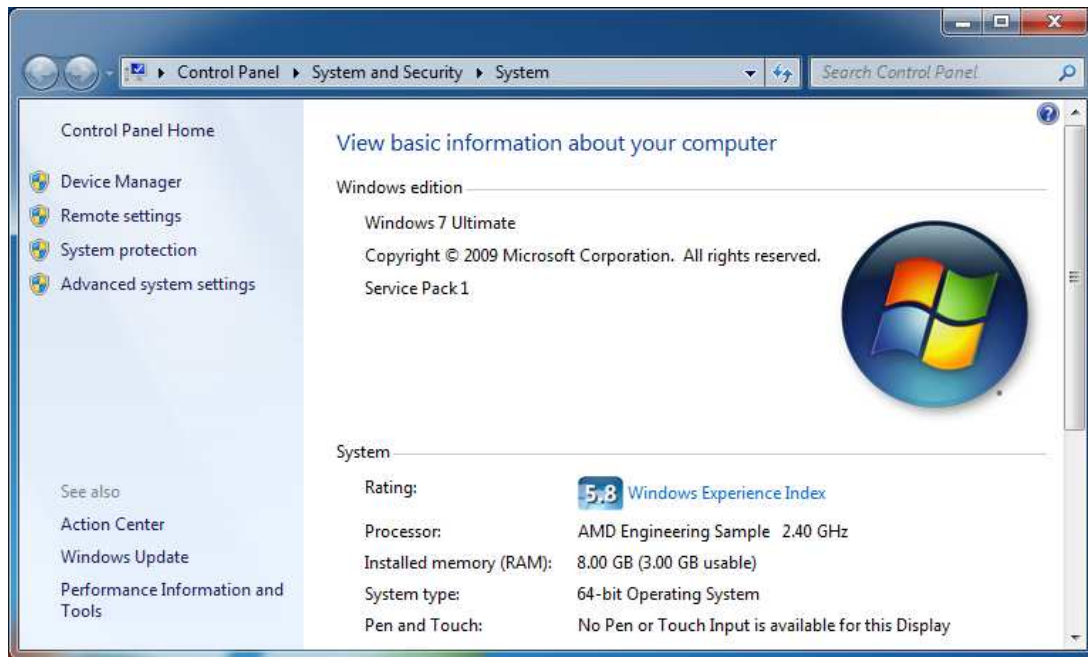 Control Panel ▸ System and Security ▸ System
Search Control Panel
Control Panel Home
Device Manager
Remote settings
System protection
Advanced system settings
See also
Action Center
Windows Update
Performance Information and
Tools
View basic information about your computer
Windows edition
Windows 7 Ultimate
Copyright © 2009 Microsoft Corporation. All rights reserved.
Service Pack 1
System
Rating: 5.8 Windows Experience Index
Processor: AMD Engineering Sample 2.40 GHz
Installed memory (RAM): 8.00 GB (3.00 GB usable)
System type: 64-bit Operating System
Pen and Touch: No Pen or Touch Input is available for this Display